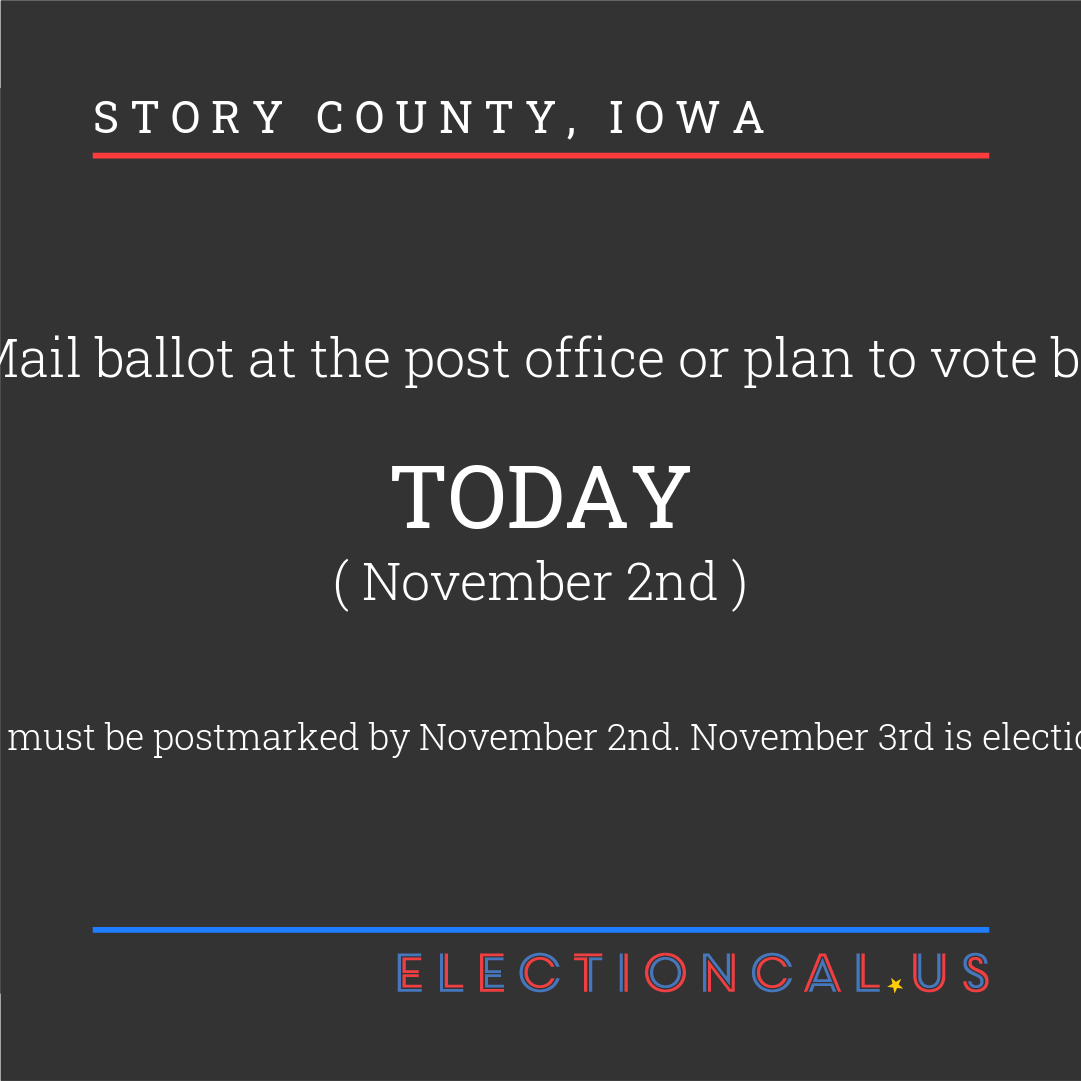 STORY COUNTY, IOWA
Mail ballot at the post office or plan to vote b
TODAY
( November 2nd )
must be postmarked by November 2nd. November 3rd is electio
ELECTIONCAL.US